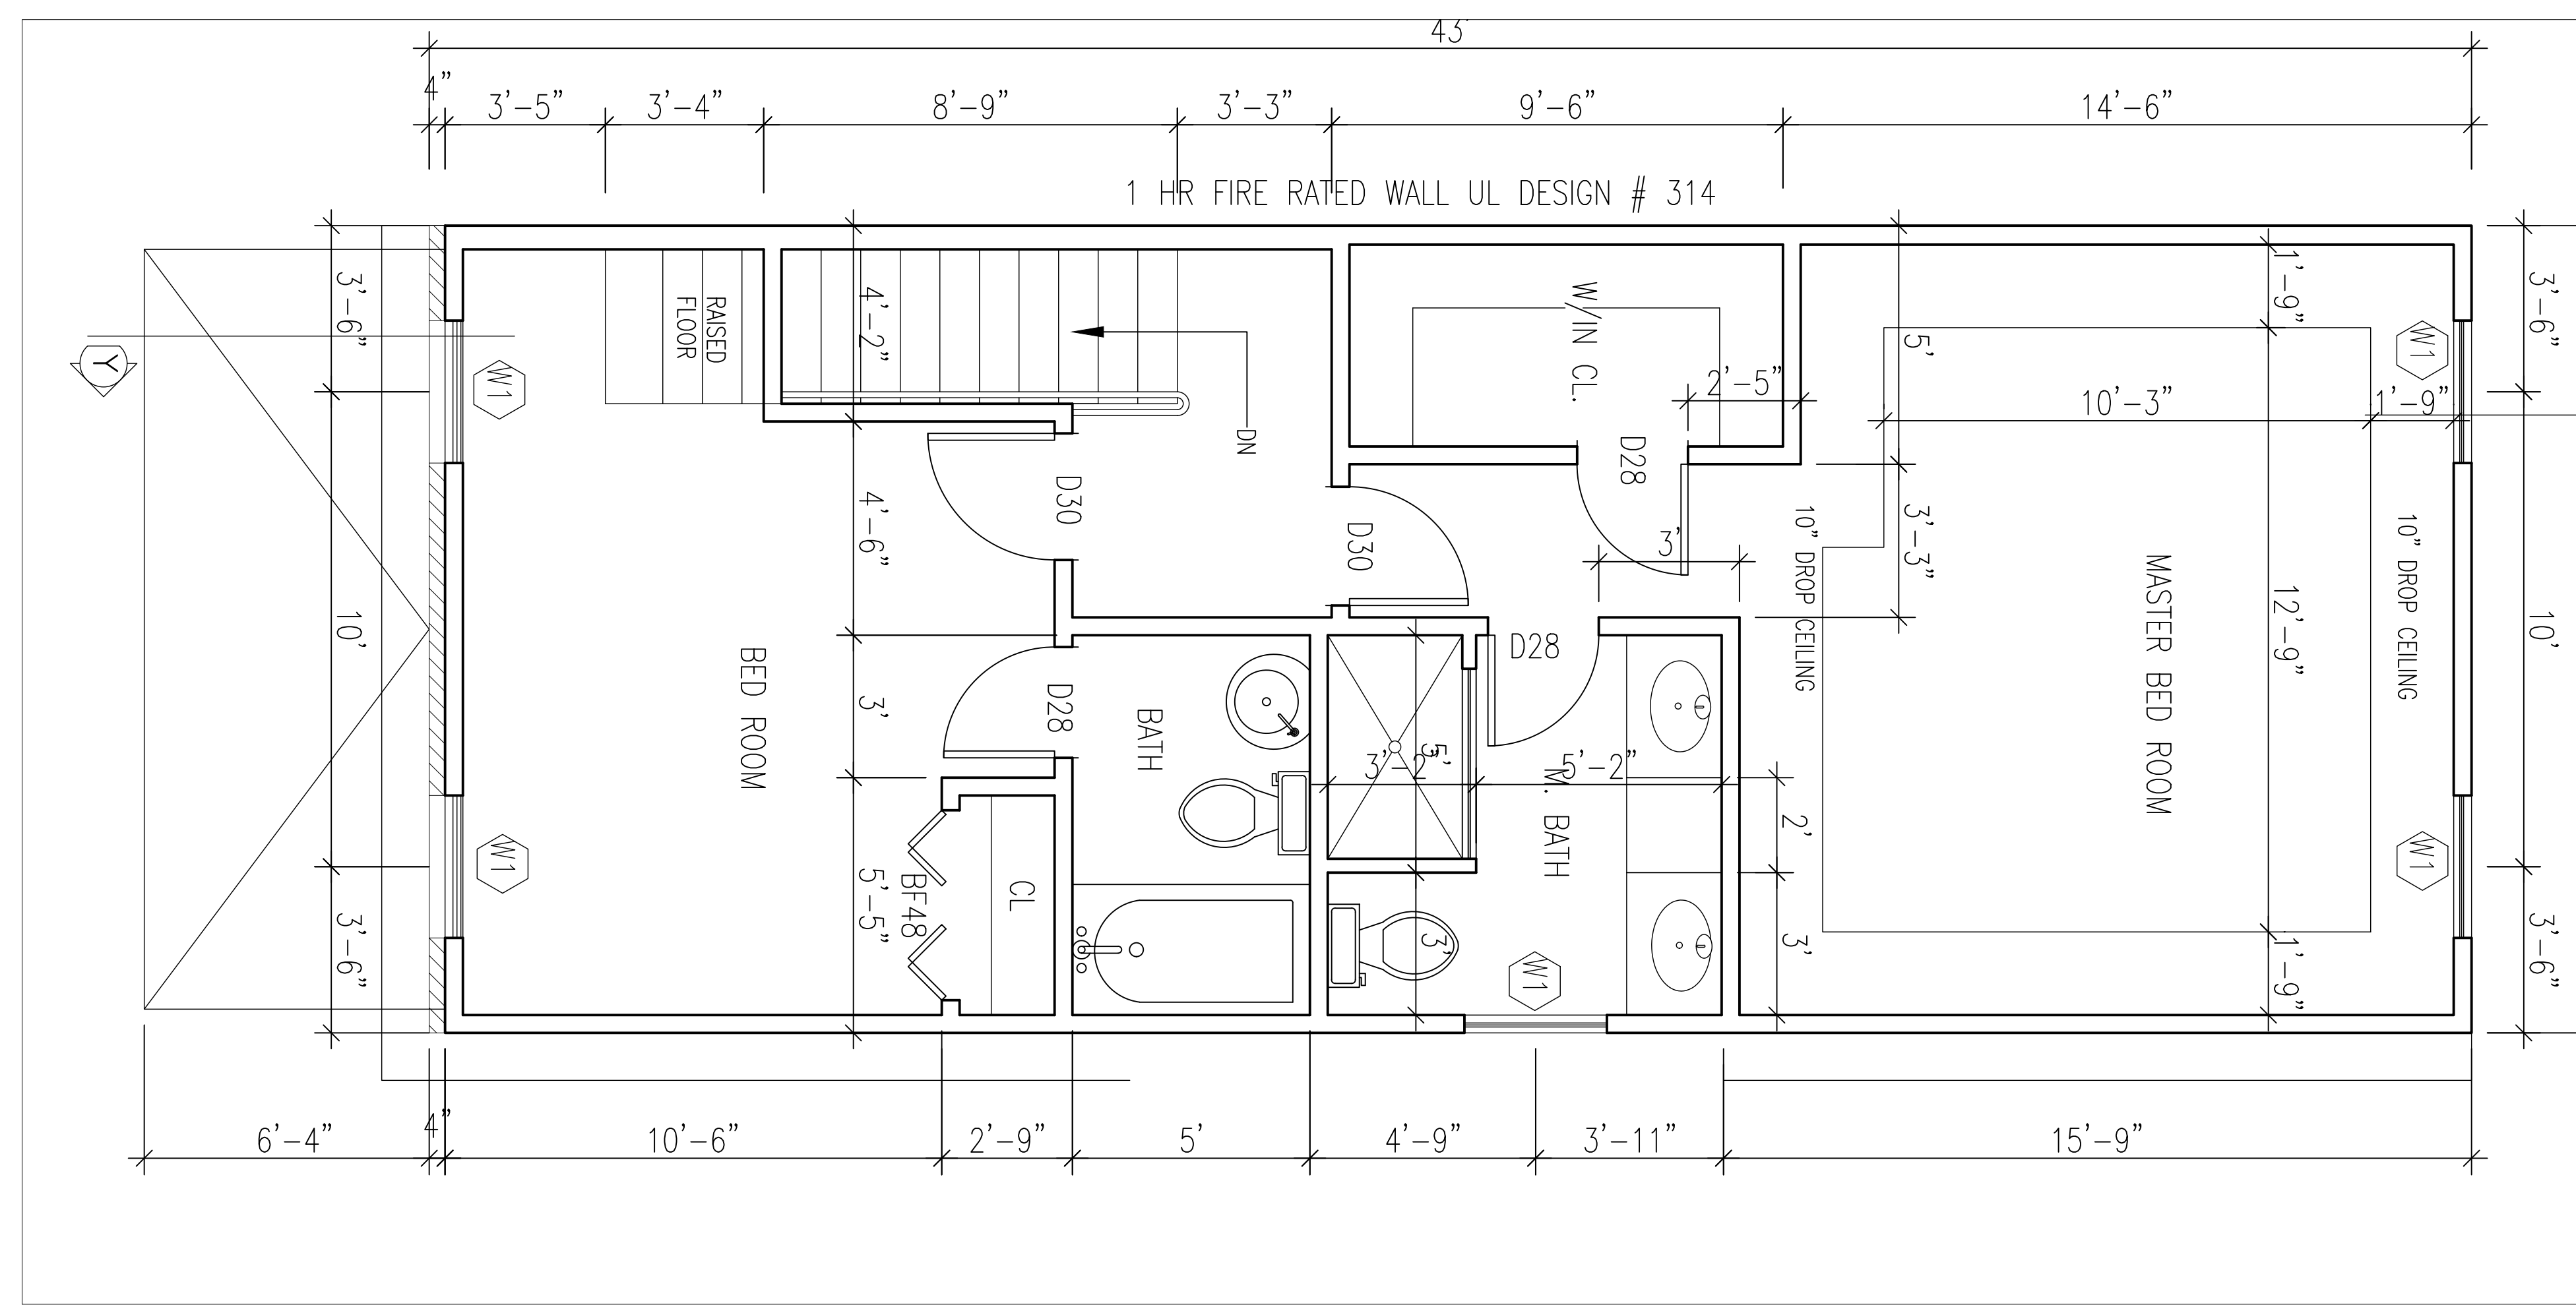 43'
4"
3'-5"
3'-4"
8'-9"
3'-3"
9'-6"
14'-6"
1 HR FIRE RATED WALL UL DESIGN # 314
3'-6"
10'
3'-6"
Y
W1
W1
RAISED
FLOOR
4'-2"
4'-6"
3'
5'-5"
DN
W/IN CL.
2'-5"
D28
D30
D30
3'
5'
3'-3"
10" DROP CEILING
10'-3"
1'-9"
1'-9"
12'-9"
1'-9"
MASTER BED ROOM
10" DROP CEILING
W1
W1
3'-6"
10'
3'-6"
BED ROOM
D28
BATH
BF48
CL
D28
3'-2"
5'
5'-2"
M. BATH
3'
W1
2'
3'
6'-4"
4"
10'-6"
2'-9"
5'
4'-9"
3'-11"
15'-9"